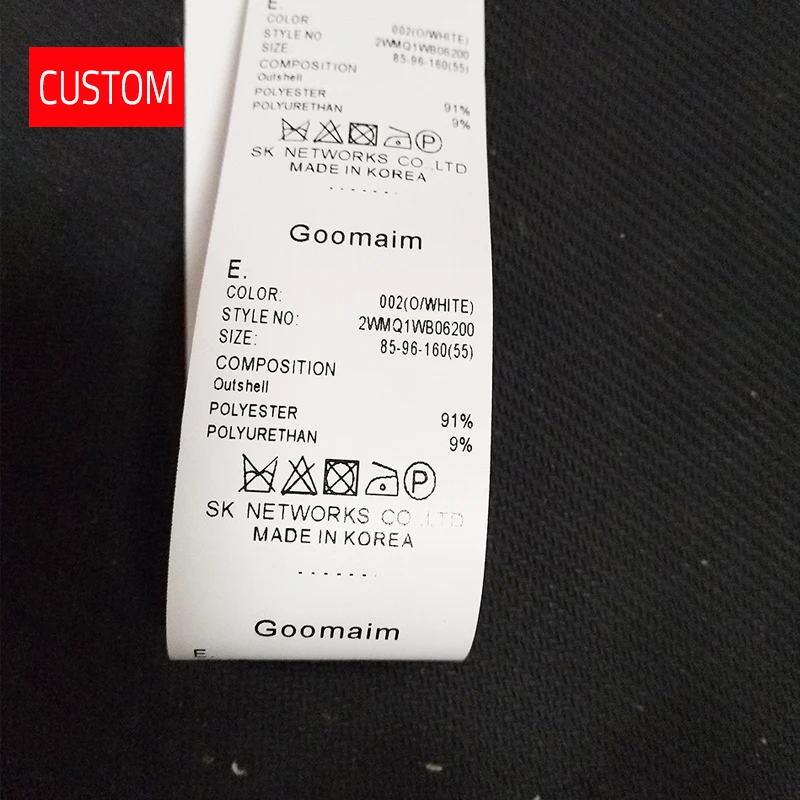 CUSTOM
E.
COLOR 002(O/WHITE)
STYLE NO 2WMQ1WB06200
SIZE 85-96-160(55)
COMPOSITION
Outshell
POLYESTER 91%
POLYURETHAN 9%
P
SK NETWORKS CO .LTD
MADE IN KOREA
Goomaim
E.
COLOR: 002(O/WHITE)
STYLE NO: 2WMQ1WB06200
SIZE: 85-96-160(55)
COMPOSITION
Outshell
POLYESTER 91%
POLYURETHAN 9%
P
SK NETWORKS CO .,LTD
MADE IN KOREA
Goomaim
E.